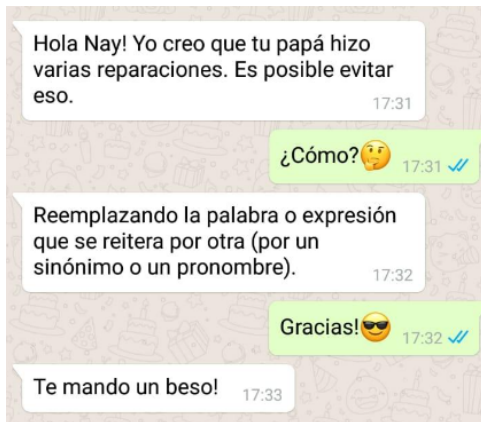 Hola Nay! Yo creo que tu papá hizo
varias reparaciones. Es posible evitar
eso.
17:31
¿Cómo?🤔
17:31
Reemplazando la palabra o expresión
que se reitera por otra (por un
sinónimo o un pronombre).
17:32
Gracias!😎
17:32
Te mando un beso!
17:33